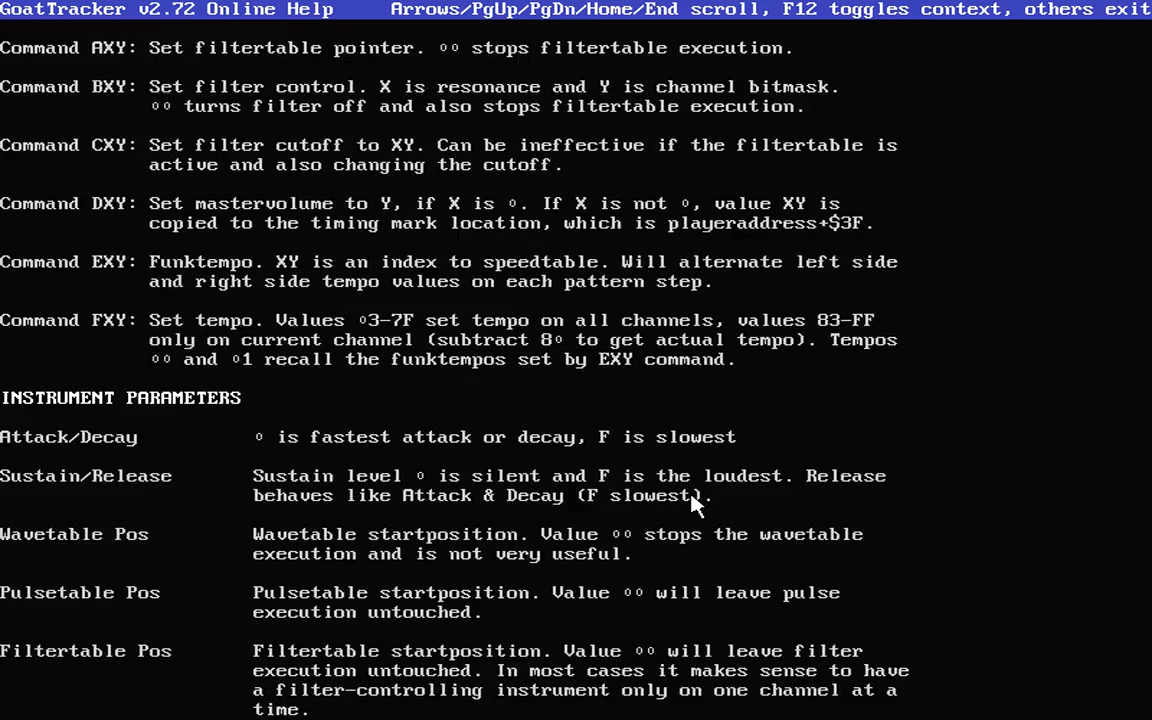 GoatTracker v2.72 Online Help Arrows/PgUp/PgDn/Home/End scroll, F12 toggles context, others exit
Command AXY: Set filtertable pointer. 00 stops filtertable execution.
Command BXY: Set filter control. X is resonance and Y is channel bitmask.
00 turns filter off and also stops filtertable execution.
Command CXY: Set filter cutoff to XY. Can be ineffective if the filtertable is
active and also changing the cutoff.
Command DXY: Set mastervolume to Y, if X is 0. If X is not 0, value XY is
copied to the timing mark location, which is playeraddress+$3F.
Command EXY: Funktempo. XY is an index to speedtable. Will alternate left side
and right side tempo values on each pattern step.
Command FXY: Set tempo. Values 03-7F set tempo on all channels, values 83-FF
only on current channel (subtract 80 to get actual tempo). Tempos
00 and 01 recall the funktempos set by EXY command.
INSTRUMENT PARAMETERS
Attack/Decay 0 is fastest attack or decay, F is slowest
Sustain/Release Sustain level 0 is silent and F is the loudest. Release
behaves like Attack & Decay (F slowest).
Wavetable Pos Wavetable startposition. Value 00 stops the wavetable
execution and is not very useful.
Pulsetable Pos Pulsetable startposition. Value 00 will leave pulse
execution untouched.
Filtertable Pos Filtertable startposition. Value 00 will leave filter
execution untouched. In most cases it makes sense to have
a filter-controlling instrument only on one channel at a
time.